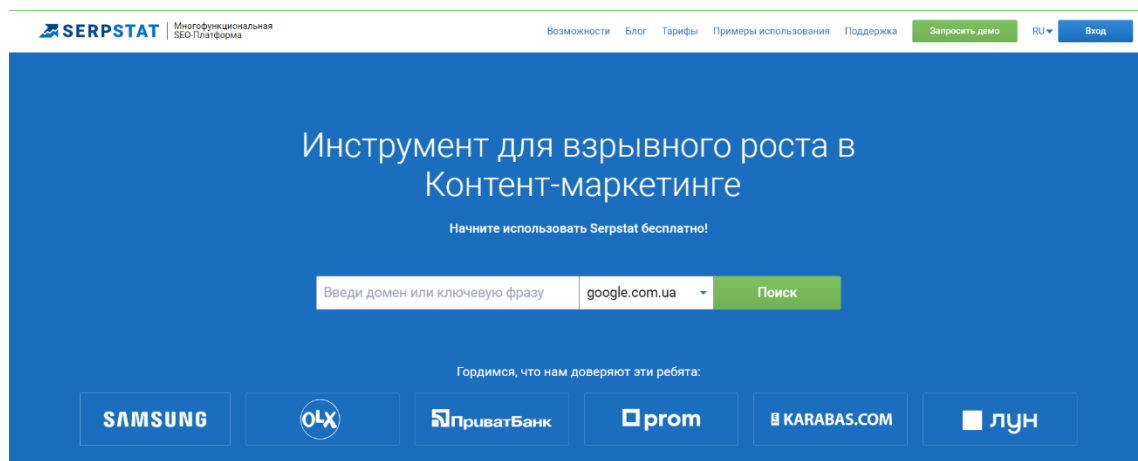 SERPSTAT
Многофункциональная
SEO-Платформа
Возможности Блог Тарифы Примеры использования Поддержка Запросить демо RU Вход
Инструмент для взрывного роста в
Контент-маркетинге
Начните использовать Serpstat бесплатно!
Введи домен или ключевую фразу google.com.ua Поиск
Гордимся, что нам доверяют эти ребята:
SAMSUNG OLX ПриватБанк prom KARABAS.COM лун